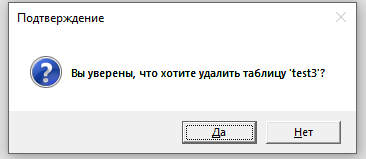 Подтверждение
Вы уверены, что хотите удалить таблицу 'test3'?
Да
Нет